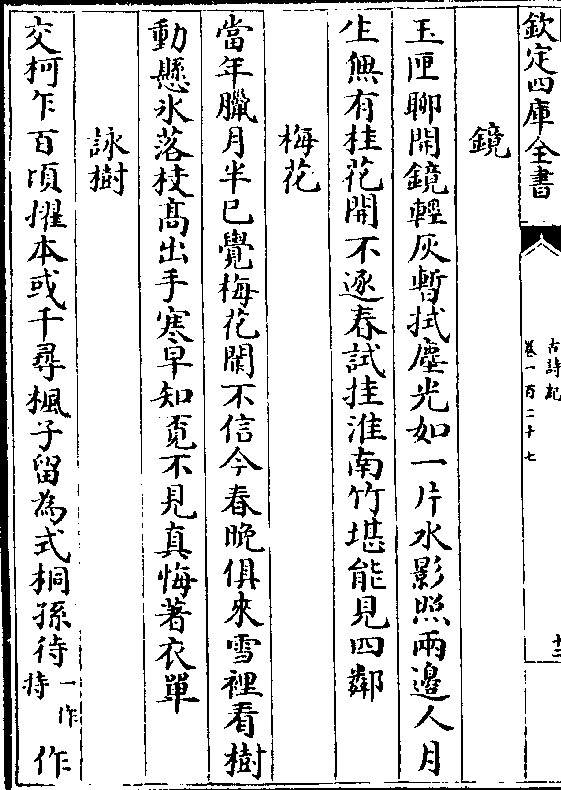 欽定四庫全書
古詩紀
卷一百二十七
十二
鏡
玉匣聊開鏡輕灰暫拭塵光如一片水影照兩邊人月
生無有桂花開不逐春試挂淮南竹堪能見四鄰
梅花
當年臘月半已覺梅花闌不信今春晚俱來雪裡看樹
動懸氷落枝高出手寒早知覓不見真悔著衣單
詠樹
交柯乍百頃擢本或千尋楓子留為式桐孫待一作持作